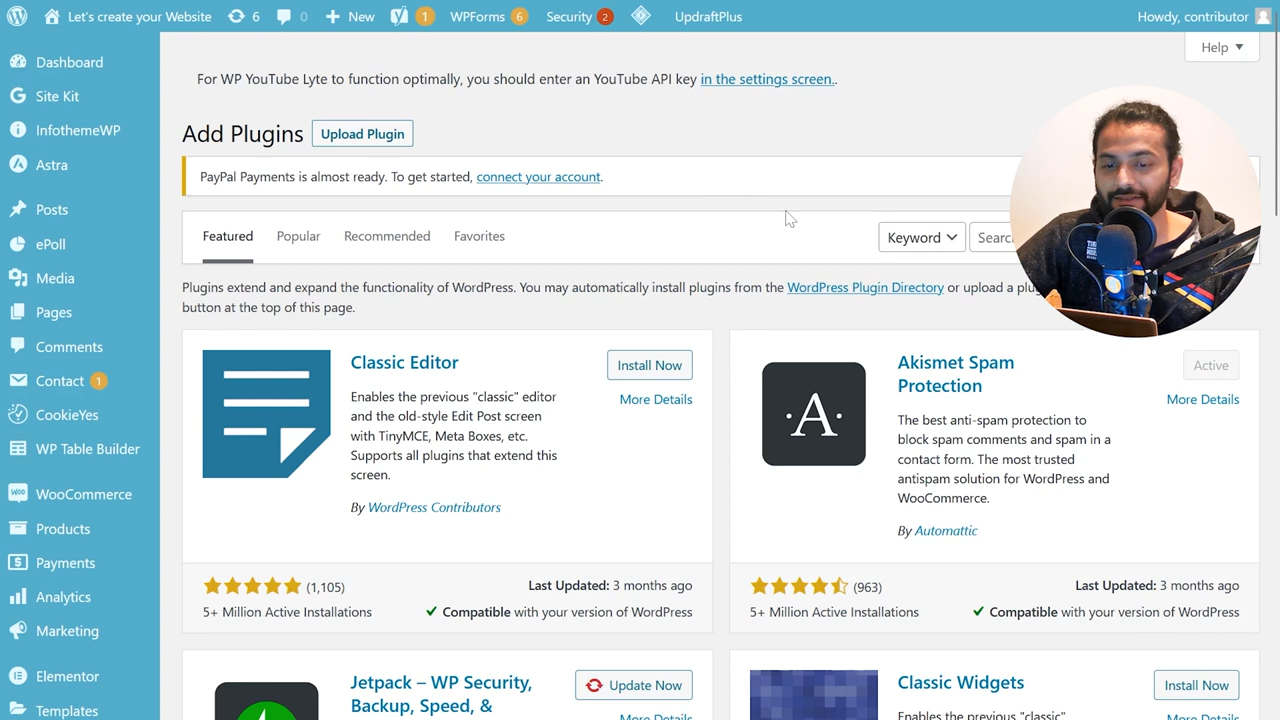 Let's create your Website 6 0 New 1 WPForms 6 Security 2 UpdraftPlus Howdy, contributor
Help
Dashboard
Site Kit
InfothemeWP
Astra
Posts
ePoll
Media
Pages
Comments
Contact 1
CookieYes
WP Table Builder
WooCommerce
Products
Payments
Analytics
Marketing
Elementor
Templates
For WP YouTube Lyte to function optimally, you should enter an YouTube API key in the settings screen..
Add Plugins Upload Plugin
PayPal Payments is almost ready. To get started, connect your account.
Featured Popular Recommended Favorites Keyword
Plugins extend and expand the functionality of WordPress. You may automatically install plugins from the WordPress Plugin Directory or upload a
button at the top of this page.
Classic Editor
Install Now
More Details
Enables the previous "classic" editor
and the old-style Edit Post screen
with TinyMCE, Meta Boxes, etc.
Supports all plugins that extend this
screen.
By WordPress Contributors
(1,105)
Last Updated: 3 months ago
5+ Million Active Installations
Compatible with your version of WordPress
A
Akismet Spam
Protection
Active
More Details
The best anti-spam protection to
block spam comments and spam in a
contact form. The most trusted
antispam solution for WordPress and
WooCommerce.
By Automattic
(963)
Last Updated: 3 months ago
5+ Million Active Installations
Compatible with your version of WordPress
Jetpack – WP Security,
Backup, Speed, &
Update Now
More Details
Classic Widgets
Install Now
More Details
Enables the previous "classic"